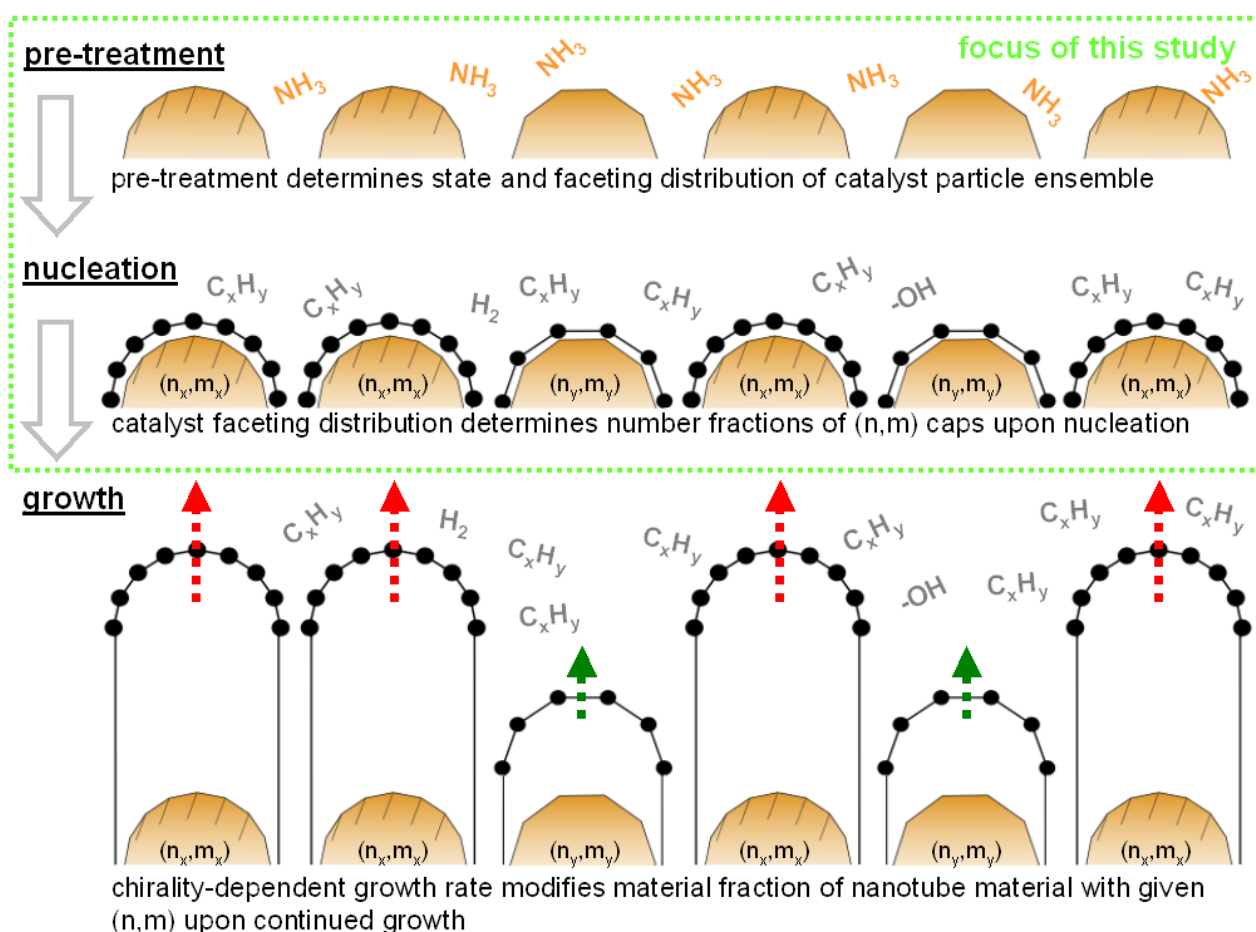 pre-treatment
focus of this study
NH3 NH3 NH3 NH3 NH3 NH3 NH3
pre-treatment determines state and faceting distribution of catalyst particle ensemble
nucleation
CxHy CxHy H2 CxHy CxHy CxHy -OH CxHy CxHy
(nx,mx) (nx,mx) (ny,my) (nx,mx) (ny,my) (nx,mx)
catalyst faceting distribution determines number fractions of (n,m) caps upon nucleation
growth
CxHy H2 CxHy CxHy CxHy CxHy CxHy
CxHy -OH CxHy
(nx,mx) (nx,mx) (ny,my) (nx,mx) (ny,my) (nx,mx)
chirality-dependent growth rate modifies material fraction of nanotube material with given
(n,m) upon continued growth